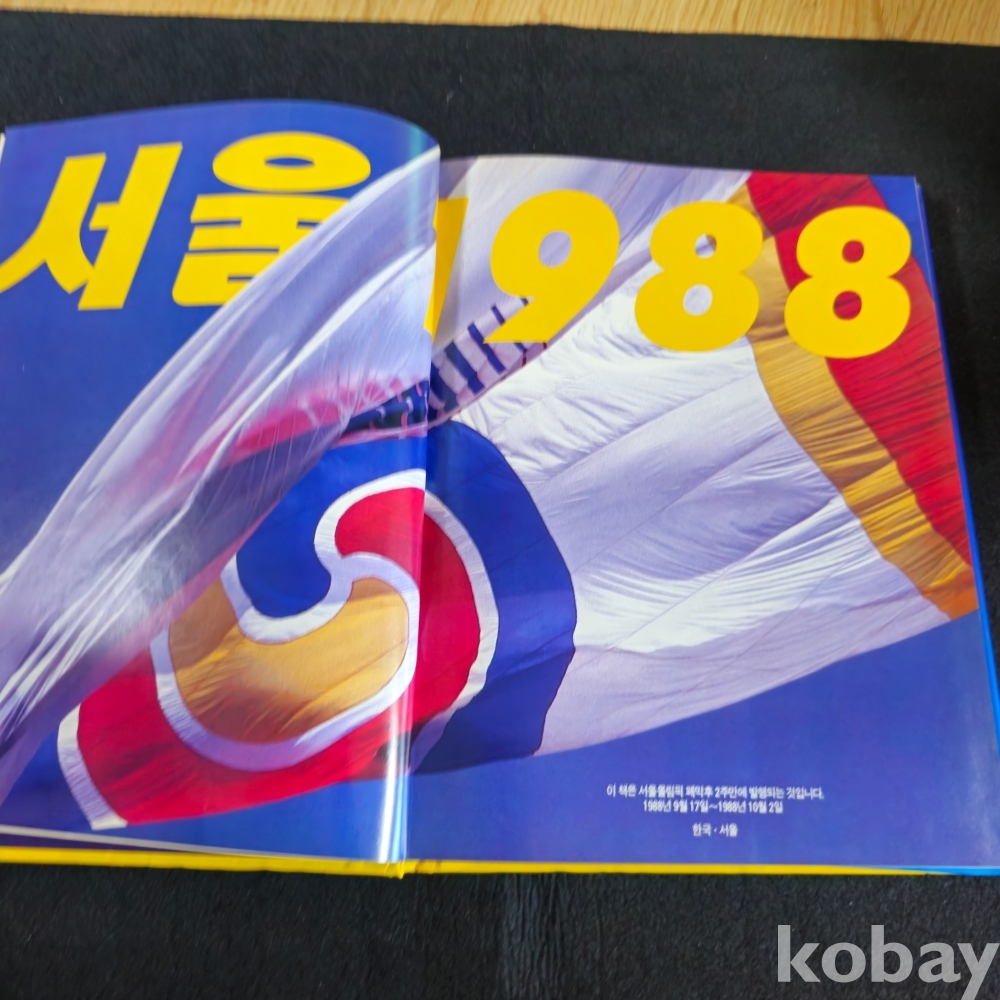 서울 1988
이 책은 서울올림픽 폐막후 2주만에 발행되는 것입니다.
1988년 9월 17일~1988년 10월 2일
한국·서울
kobay